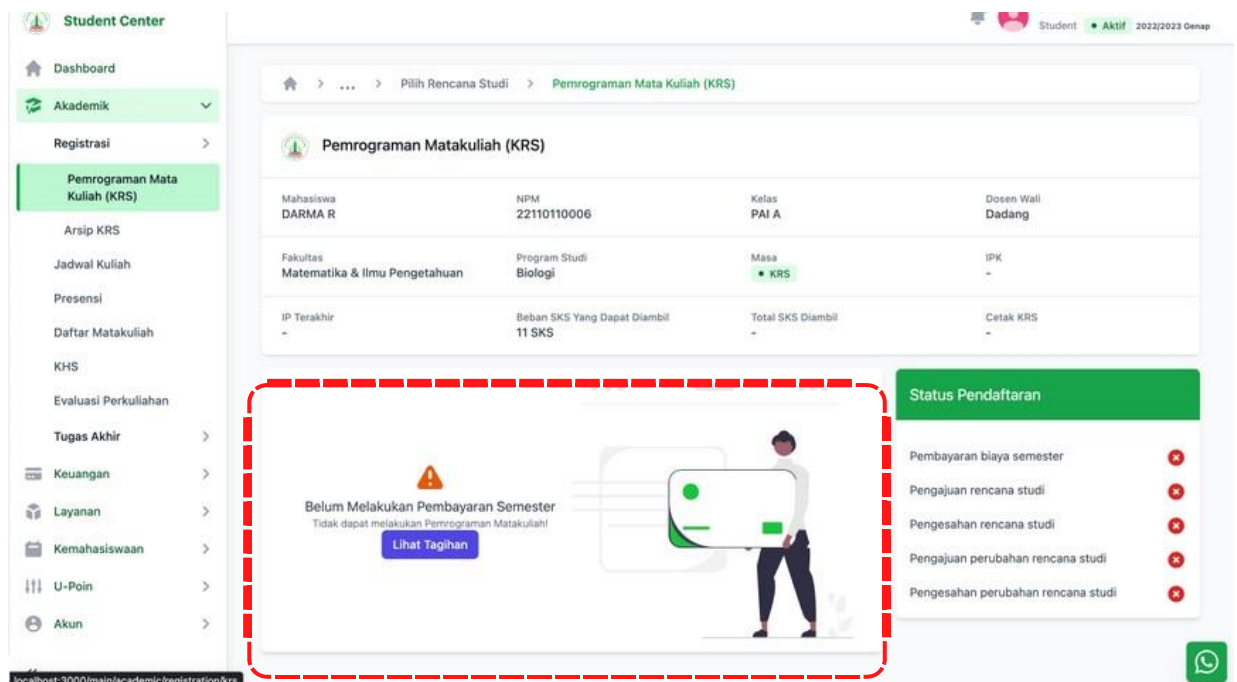 Student Center
Student
Aktif
2022/2023 Genap
Dashboard
Akademik
Registrasi
Pemrograman Mata
Kuliah (KRS)
Arsip KRS
Jadwal Kuliah
Presensi
Daftar Matakuliah
KHS
Evaluasi Perkuliahan
Tugas Akhir
Keuangan
Layanan
Kemahasiswaan
U-Poin
Akun
> ... > Pilih Rencana Studi > Pemrograman Mata Kuliah (KRS)
Pemrograman Matakuliah (KRS)
Mahasiswa
DARMA R
NPM
22110110006
Kelas
PAI A
Dosen Wali
Dadang
Fakultas
Matematika & Ilmu Pengetahuan
Program Studi
Biologi
Masa
KRS
IPK
-
IP Terakhir
-
Beban SKS Yang Dapat Diambil
11 SKS
Total SKS Diambil
-
Cetak KRS
-
Belum Melakukan Pembayaran Semester
Tidak dapat melakukan Pemrograman Matakuliah!
Lihat Tagihan
Status Pendaftaran
Pembayaran biaya semester
Pengajuan rencana studi
Pengesahan rencana studi
Pengajuan perubahan rencana studi
Pengesahan perubahan rencana studi
localhost:3000/main/academic/registration/krs